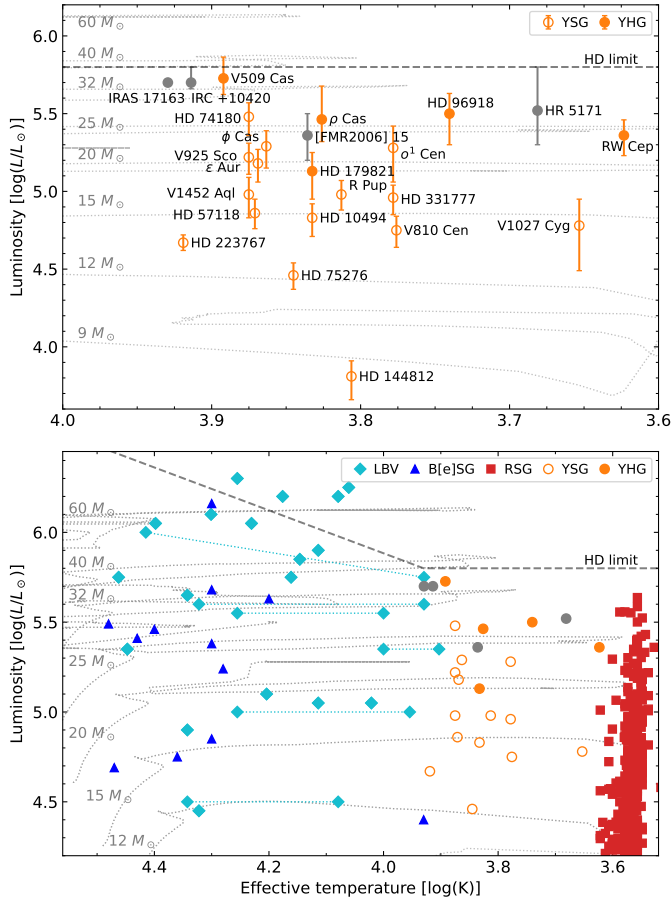 YSG YHG
60 M⊙
40 M⊙
HD limit
V509 Cas
32 M⊙
IRAS 17163 IRC +10420
HD 96918
HR 5171
HD 74180
ρ Cas
25 M⊙
ϕ Cas
[FMR2006] 15
RW Cep
20 M⊙
V925 Sco
o¹ Cen
ε Aur
HD 179821
R Pup
15 M⊙
V1452 Aql
HD 331777
HD 57118
HD 10494
V810 Cen
V1027 Cyg
HD 223767
12 M⊙
HD 75276
9 M⊙
HD 144812
6.0
5.5
5.0
4.5
4.0
Luminosity [log(L/L⊙)]
4.0 3.9 3.8 3.7 3.6
LBV B[e]SG RSG YSG YHG
60 M⊙
40 M⊙
HD limit
32 M⊙
25 M⊙
20 M⊙
15 M⊙
12 M⊙
6.0
5.5
5.0
4.5
Luminosity [log(L/L⊙)]
4.4 4.2 4.0 3.8 3.6
Effective temperature [log(K)]